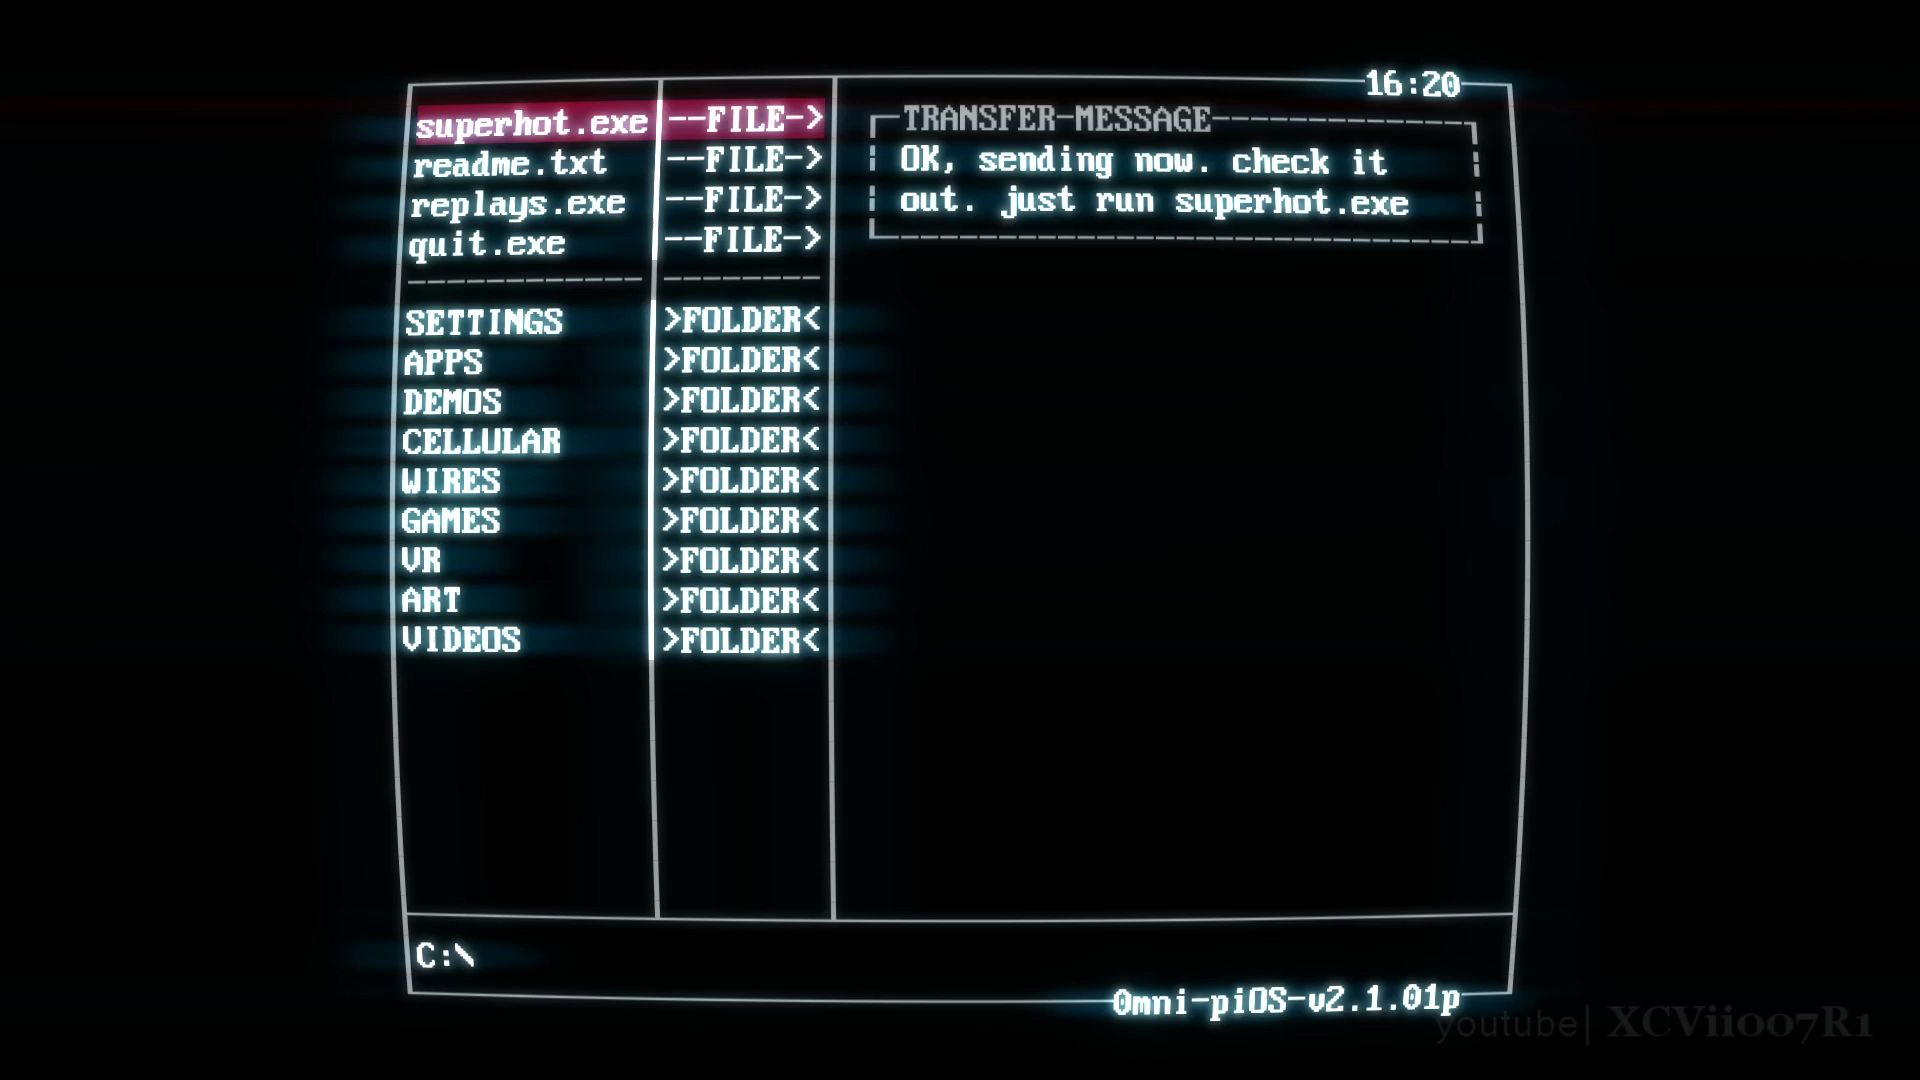 16:20
superhot.exe --FILE->
readme.txt --FILE->
replays.exe --FILE->
quit.exe --FILE->
SETTINGS >FOLDER<
APPS >FOLDER<
DEMOS >FOLDER<
CELLULAR >FOLDER<
WIRES >FOLDER<
GAMES >FOLDER<
VR >FOLDER<
ART >FOLDER<
VIDEOS >FOLDER<
TRANSFER-MESSAGE
OK, sending now. check it
out. just run superhot.exe
C:\
0mni-piOS-v2.1.01p
youtube| XCVii007R1